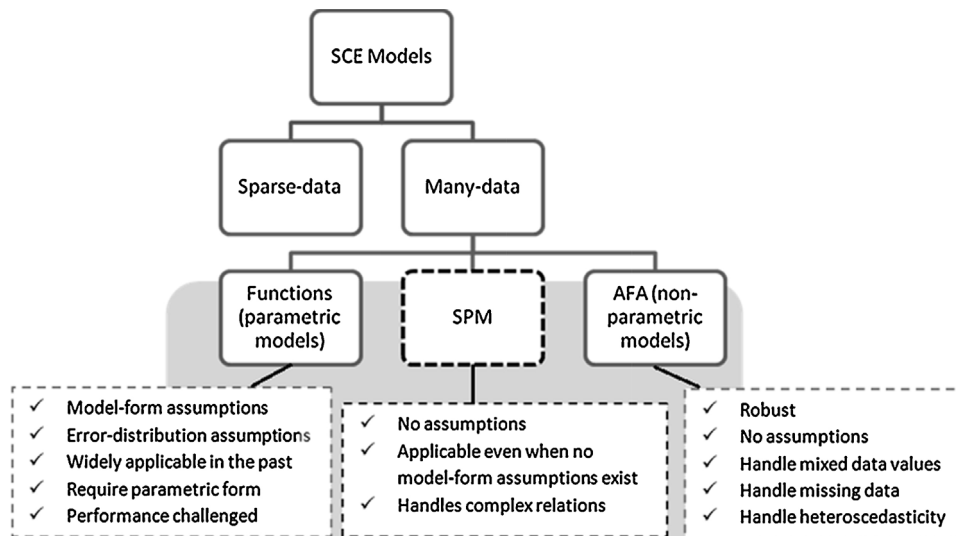 SCE Models
Sparse-data
Many-data
Functions
(parametric
models)
SPM
AFA (non-
parametric
models)
✓ Model-form assumptions
✓ Error-distribution assumptions
✓ Widely applicable in the past
✓ Require parametric form
✓ Performance challenged
✓ No assumptions
✓ Applicable even when no
model-form assumptions exist
✓ Handles complex relations
✓ Robust
✓ No assumptions
✓ Handle mixed data values
✓ Handle missing data
✓ Handle heteroscedasticity